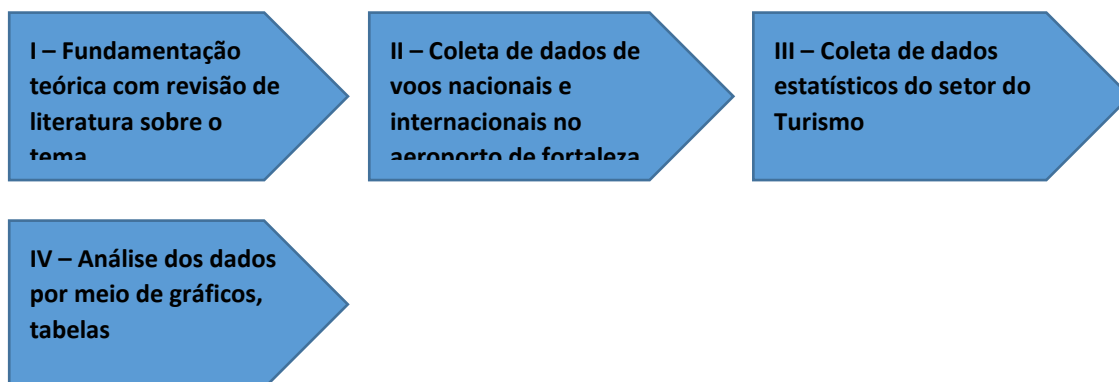 I – Fundamentação
teórica com revisão de
literatura sobre o
tema
II – Coleta de dados de
voos nacionais e
internacionais no
aeroporto de fortaleza
III – Coleta de dados
estatísticos do setor do
Turismo
IV – Análise dos dados
por meio de gráficos,
tabelas